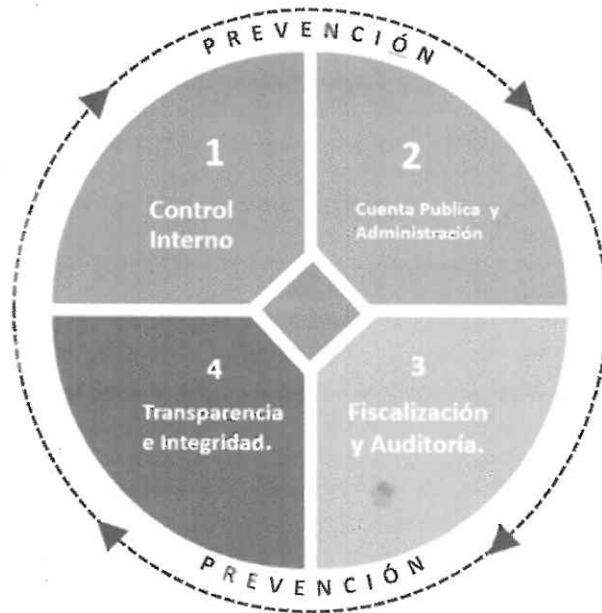 PREVENCIÓN
1
Control
Interno
2
Cuenta Publica y
Administración
4
Transparencia
e Integridad.
3
Fiscalización
y Auditoría.
PREVENCIÓN